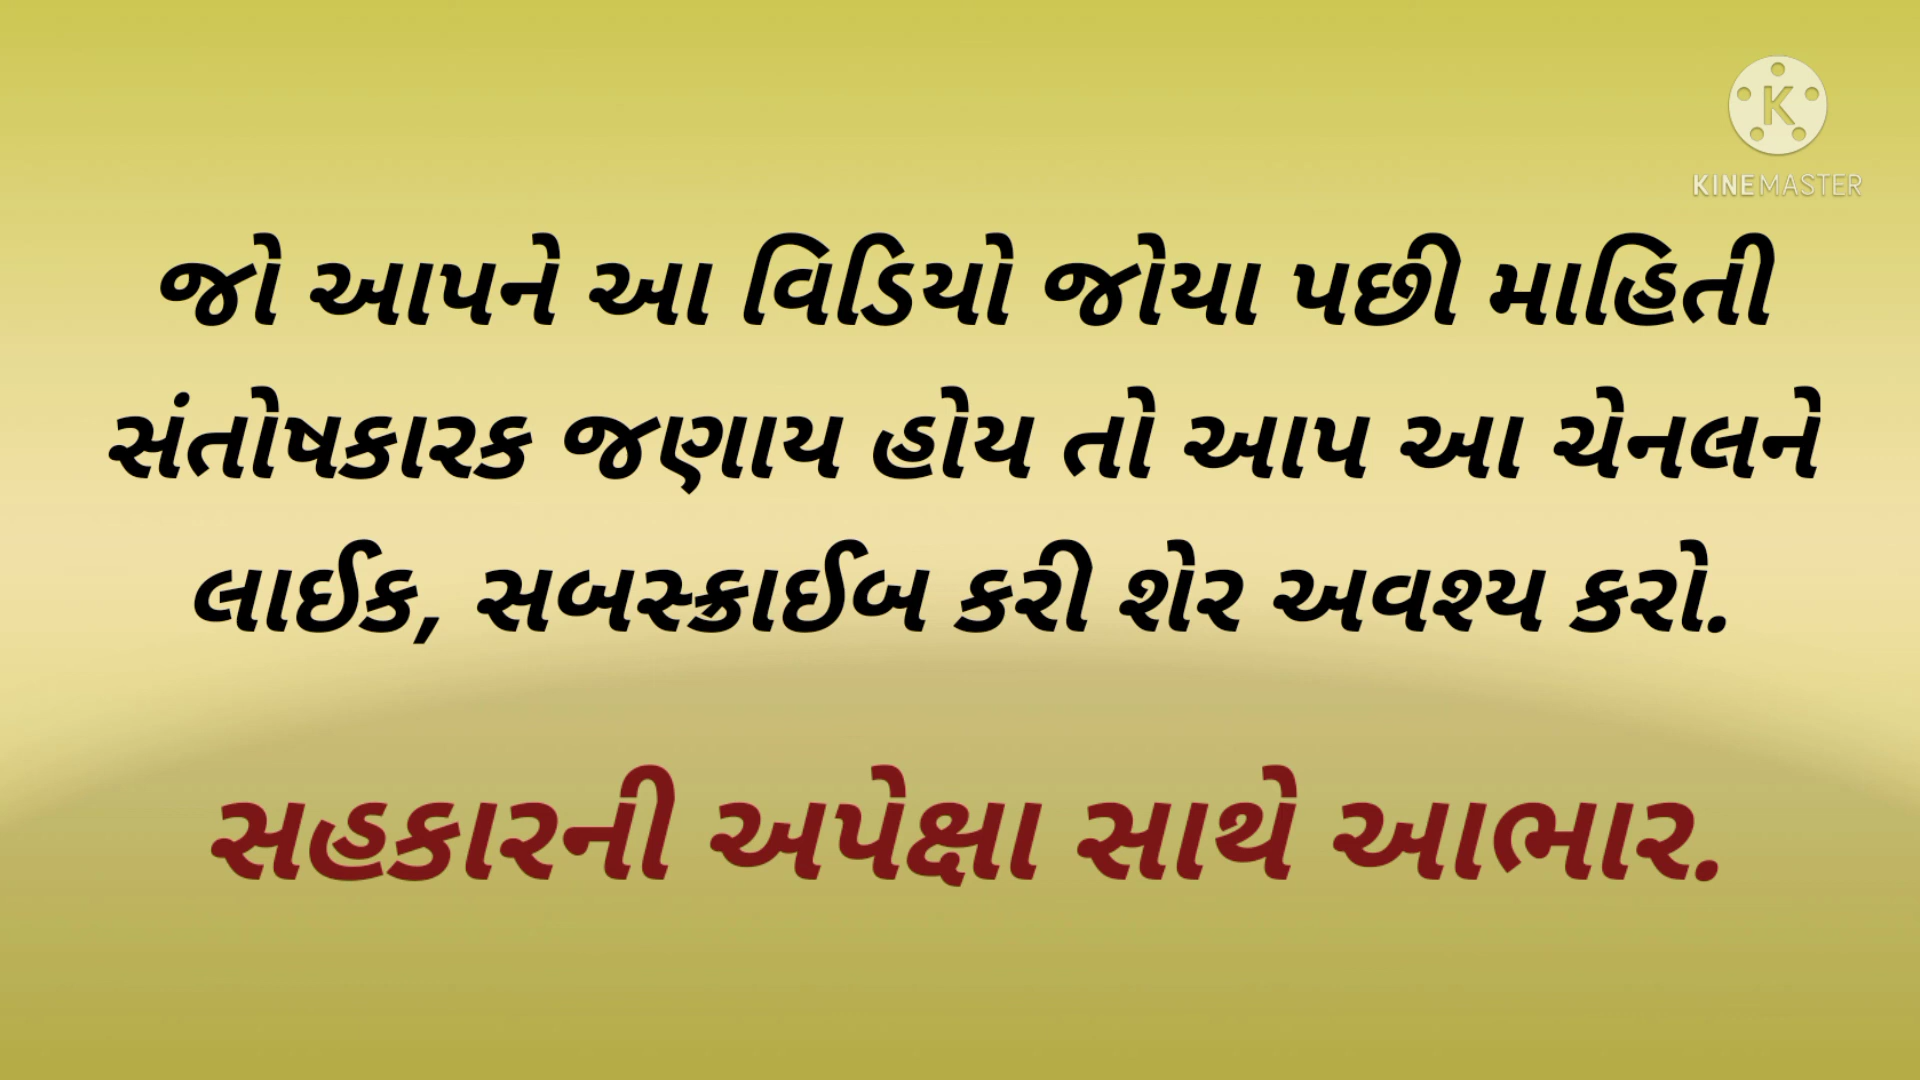 K
KINEMASTER
જો આપને આ વિડિયો જોયા પછી માહિતી
સંતોષકારક જણાય હોય તો આપ આ ચેનલને
લાઈક, સબસ્ક્રાઈબ કરી શેર અવશ્ય કરો.
સહકારની અપેક્ષા સાથે આભાર.